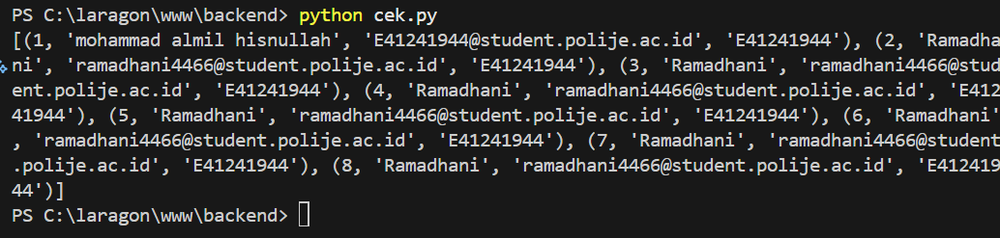 PS C:\laragon\www\backend> python cek.py
[(1, 'mohammad almil hisnullah', 'E41241944@student.polije.ac.id', 'E41241944'), (2, 'Ramadha
ni', 'ramadhani4466@student.polije.ac.id', 'E41241944'), (3, 'Ramadhani', 'ramadhani4466@stud
ent.polije.ac.id', 'E41241944'), (4, 'Ramadhani', 'ramadhani4466@student.polije.ac.id', 'E412
41944'), (5, 'Ramadhani', 'ramadhani4466@student.polije.ac.id', 'E41241944'), (6, 'Ramadhani'
, 'ramadhani4466@student.polije.ac.id', 'E41241944'), (7, 'Ramadhani', 'ramadhani4466@student
.polije.ac.id', 'E41241944'), (8, 'Ramadhani', 'ramadhani4466@student.polije.ac.id', 'E412419
44')]
PS C:\laragon\www\backend>